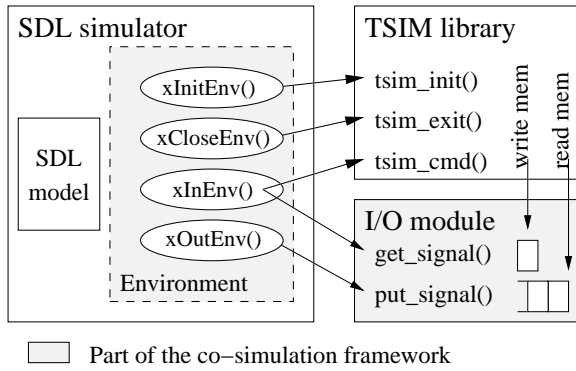 SDL simulator
xInitEnv()
xCloseEnv()
SDL
model
xInEnv()
xOutEnv()
Environment
TSIM library
tsim_init()
tsim_exit()
tsim_cmd()
write mem
read mem
I/O module
get_signal()
put_signal()
Part of the co−simulation framework